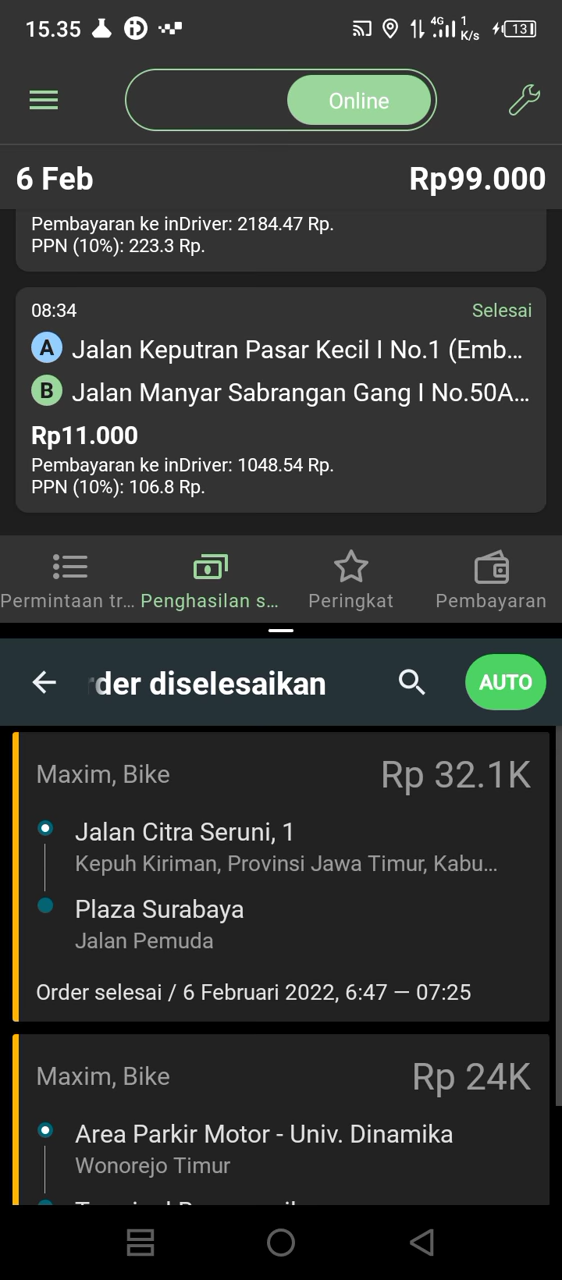 15.35
4G 1 K/s 13
Online
6 Feb Rp99.000
Pembayaran ke inDriver: 2184.47 Rp.
PPN (10%): 223.3 Rp.
08:34 Selesai
A Jalan Keputran Pasar Kecil I No.1 (Emb...
B Jalan Manyar Sabrangan Gang I No.50A...
Rp11.000
Pembayaran ke inDriver: 1048.54 Rp.
PPN (10%): 106.8 Rp.
Permintaan tr... Penghasilan s... Peringkat Pembayaran
der diselesaikan AUTO
Maxim, Bike Rp 32.1K
Jalan Citra Seruni, 1
Kepuh Kiriman, Provinsi Jawa Timur, Kabu...
Plaza Surabaya
Jalan Pemuda
Order selesai / 6 Februari 2022, 6:47 — 07:25
Maxim, Bike Rp 24K
Area Parkir Motor - Univ. Dinamika
Wonorejo Timur